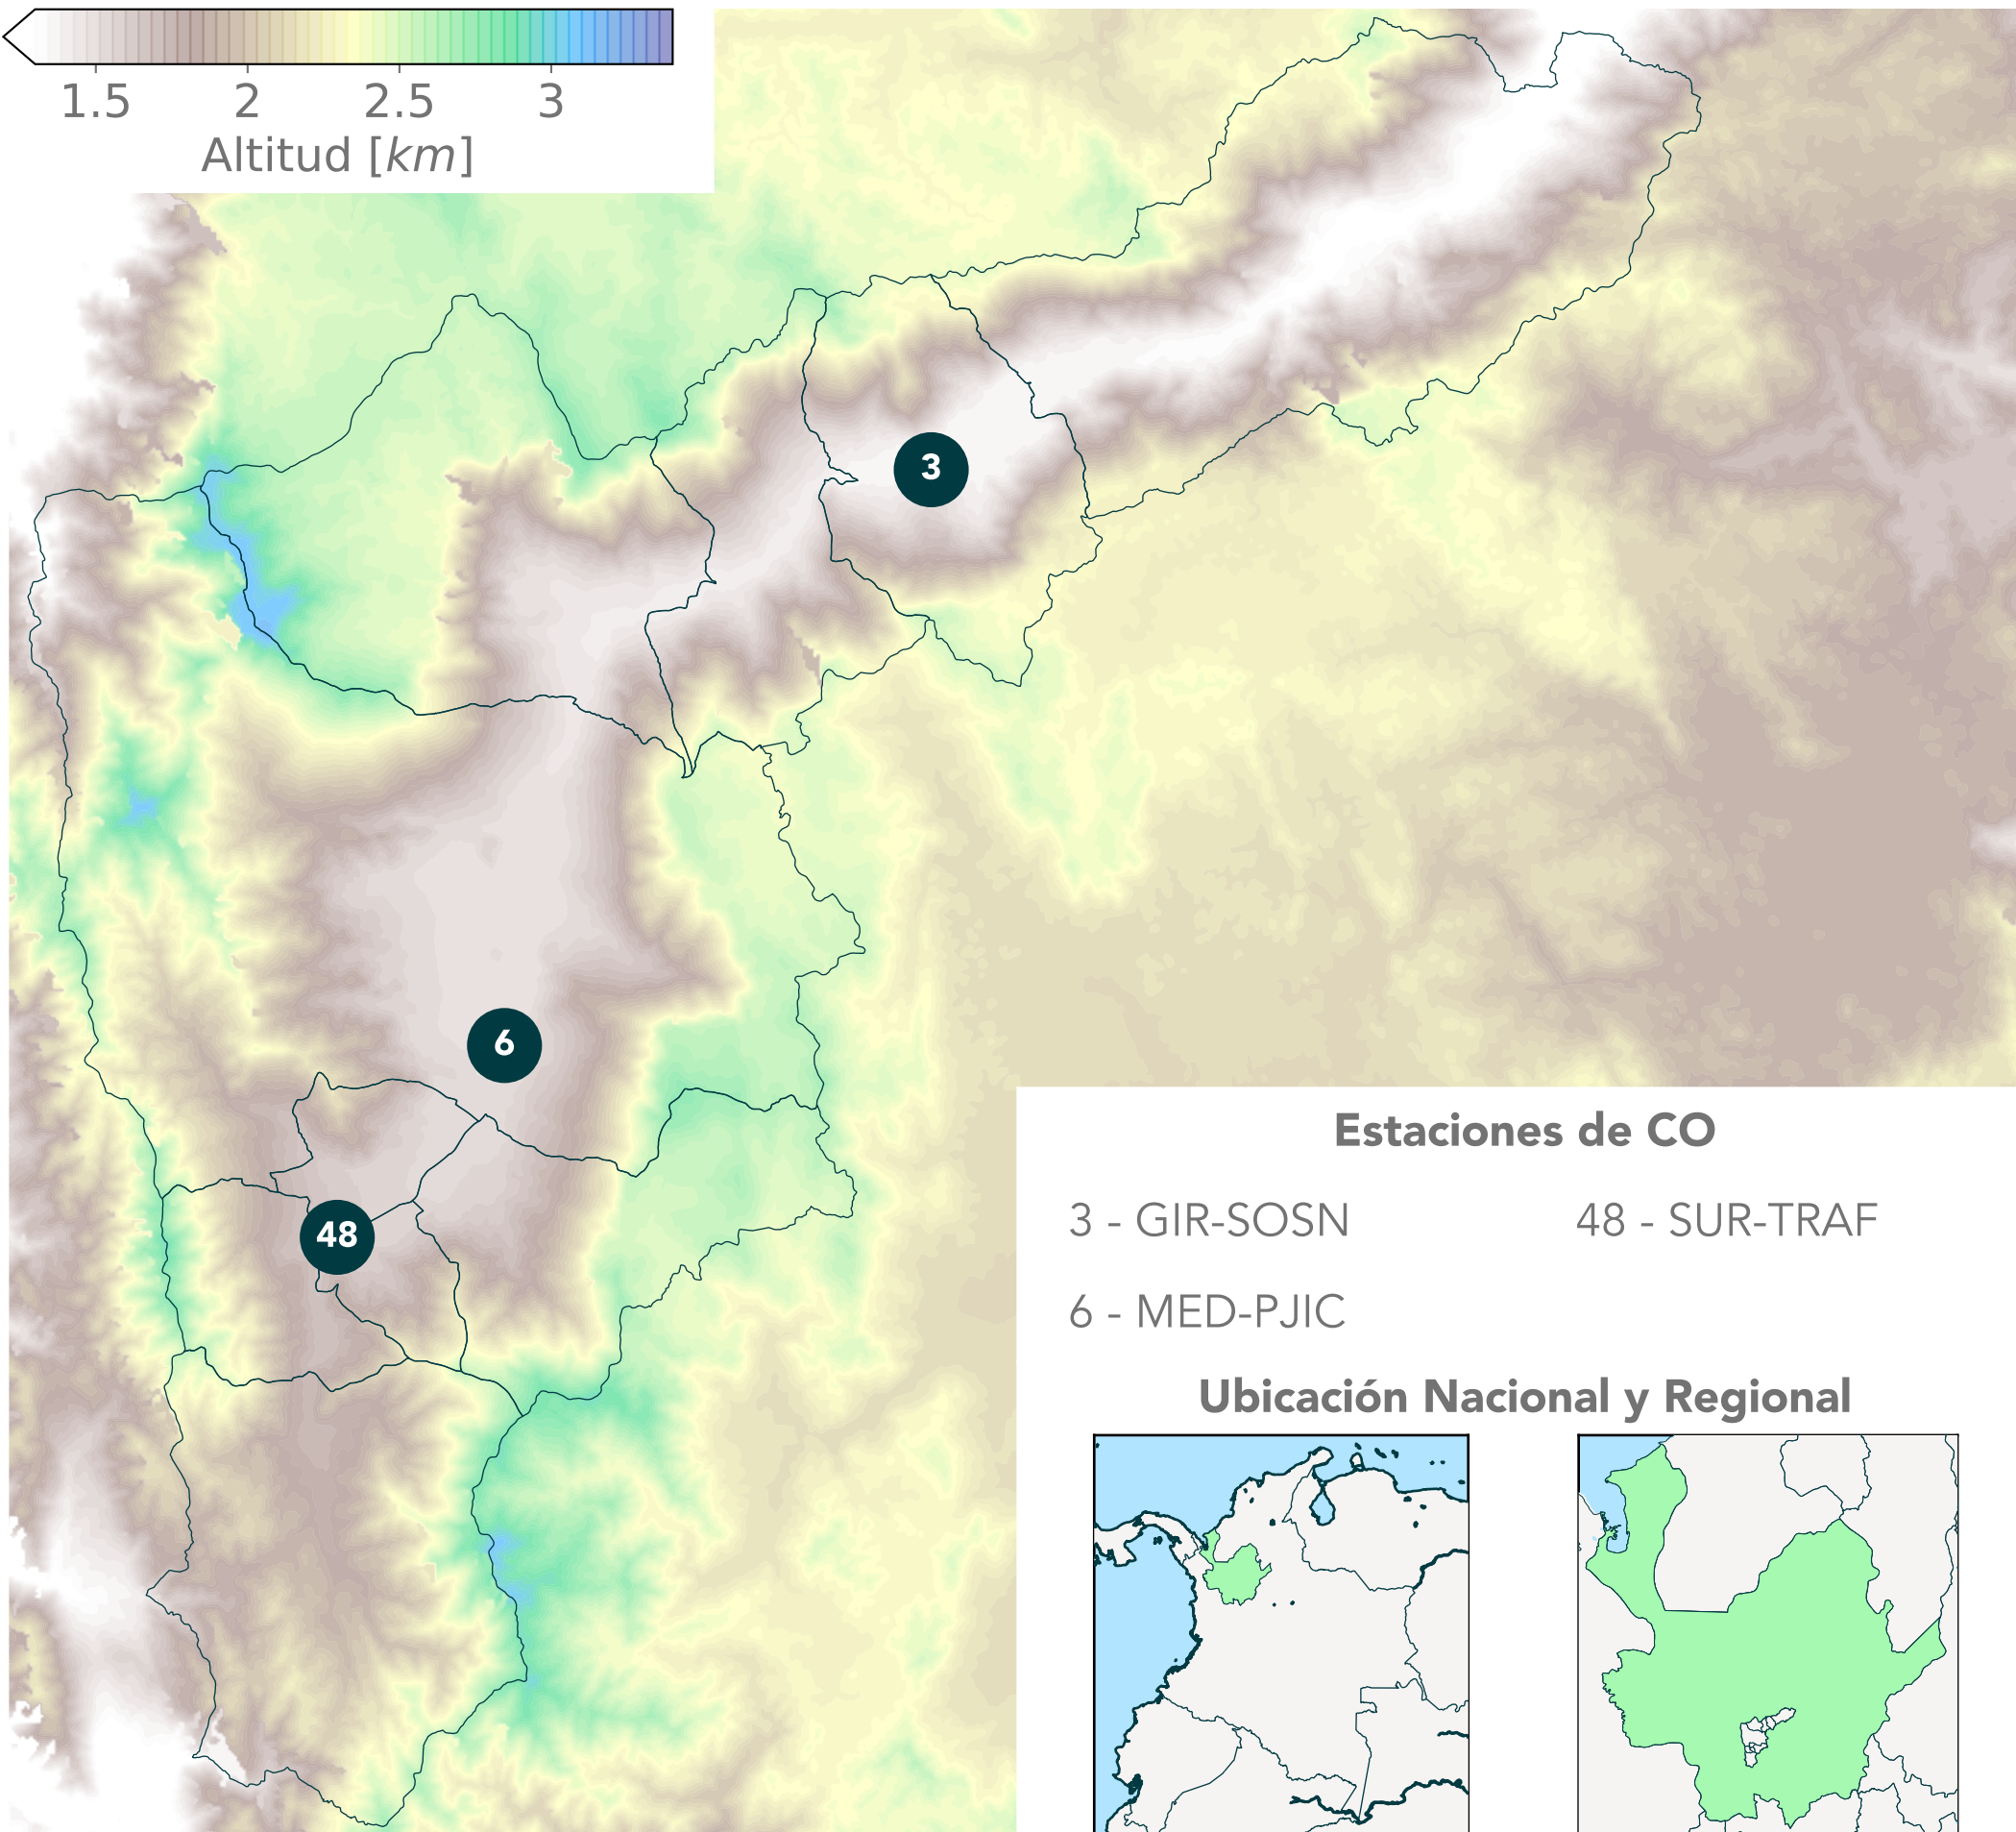 1.5 2 2.5 3
Altitud [km]
3
6
48
Estaciones de CO
3 - GIR-SOSN 48 - SUR-TRAF
6 - MED-PJIC
Ubicación Nacional y Regional